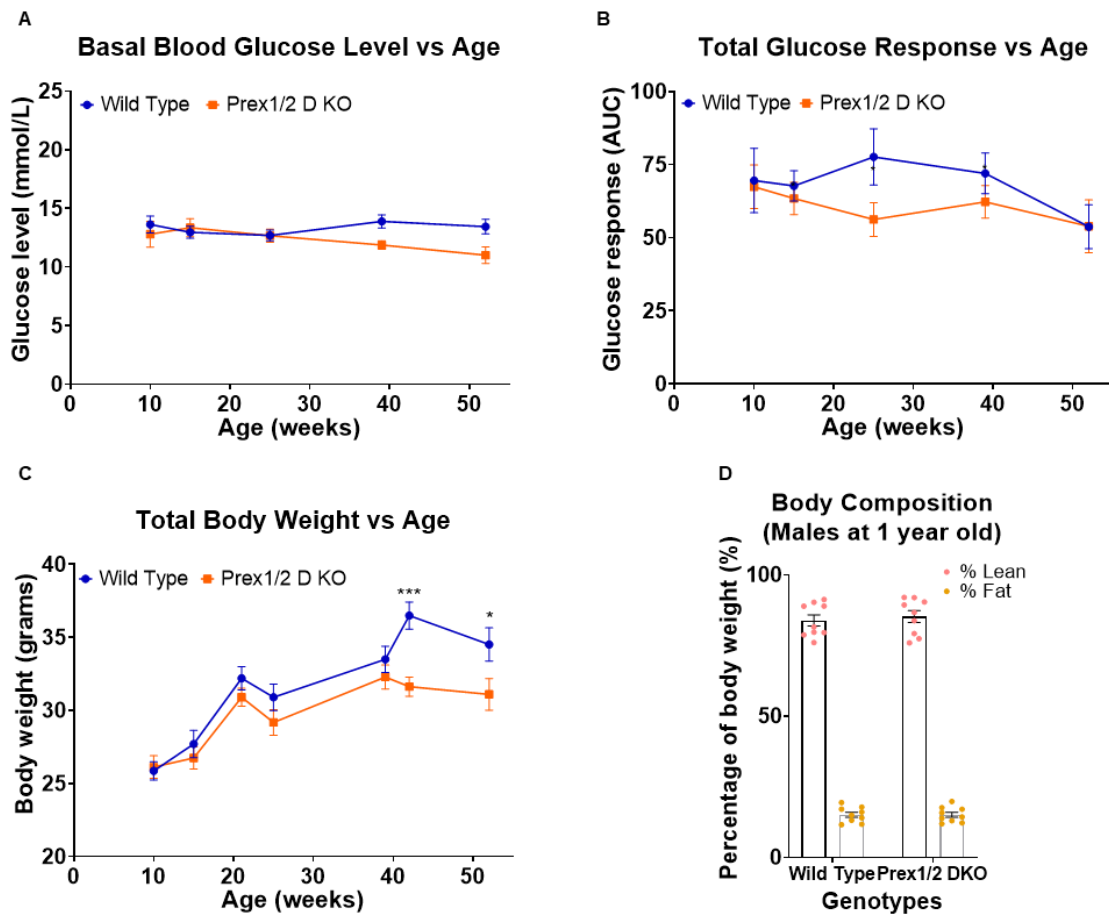 A
Basal Blood Glucose Level vs Age
Glucose level (mmol/L)
25
20
15
10
5
0
Wild Type Prex1/2 D KO
0 10 20 30 40 50
Age (weeks)
B
Total Glucose Response vs Age
Glucose response (AUC)
100
75
50
25
0
Wild Type Prex1/2 D KO
*
*
0 10 20 30 40 50
Age (weeks)
C
Total Body Weight vs Age
Body weight (grams)
40
35
30
25
20
Wild Type Prex1/2 D KO
***
*
0 10 20 30 40 50
Age (weeks)
D
Body Composition
(Males at 1 year old)
Percentage of body weight (%)
100
50
0
% Lean
% Fat
Wild Type Prex1/2 DKO
Genotypes